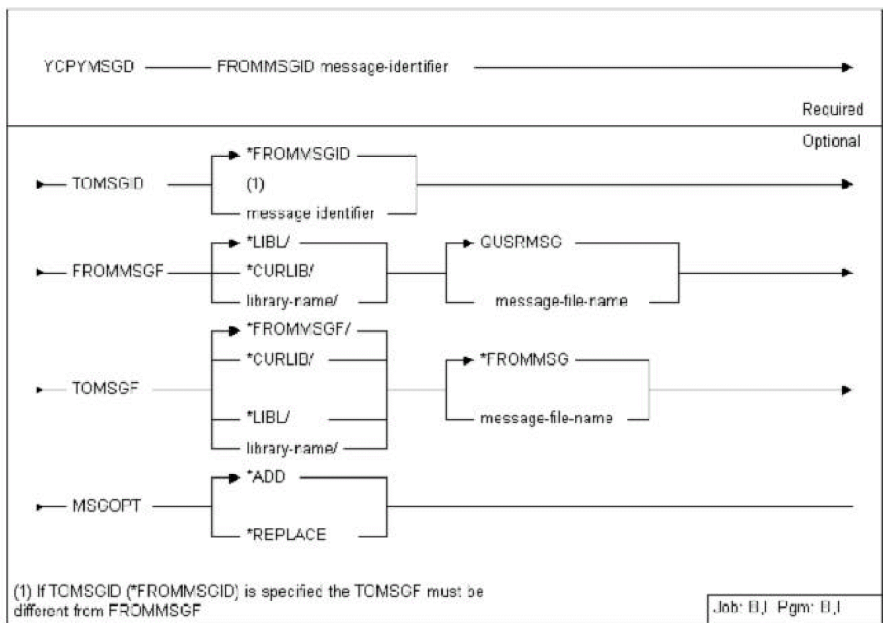 YCPYMSGD FROMMSGID message-identifier
Required
Optional
*FROMMSGID
TOMSGID (1)
message identifier
*LIBL/ QUSRMSG
FROMMSGF *CURLIB/
library-name/ message-file-name
*FROMMSGF/
*CURLIB/ *FROMMSG
TOMSGF
*LIBL/ message-file-name
library-name/
*ADD
MSGOPT
*REPLACE
(1) If TOMSGID (*FROMMSGID) is specified the TOMSGF must be
different from FROMMSGF
Job: B,I Pgm: B,I